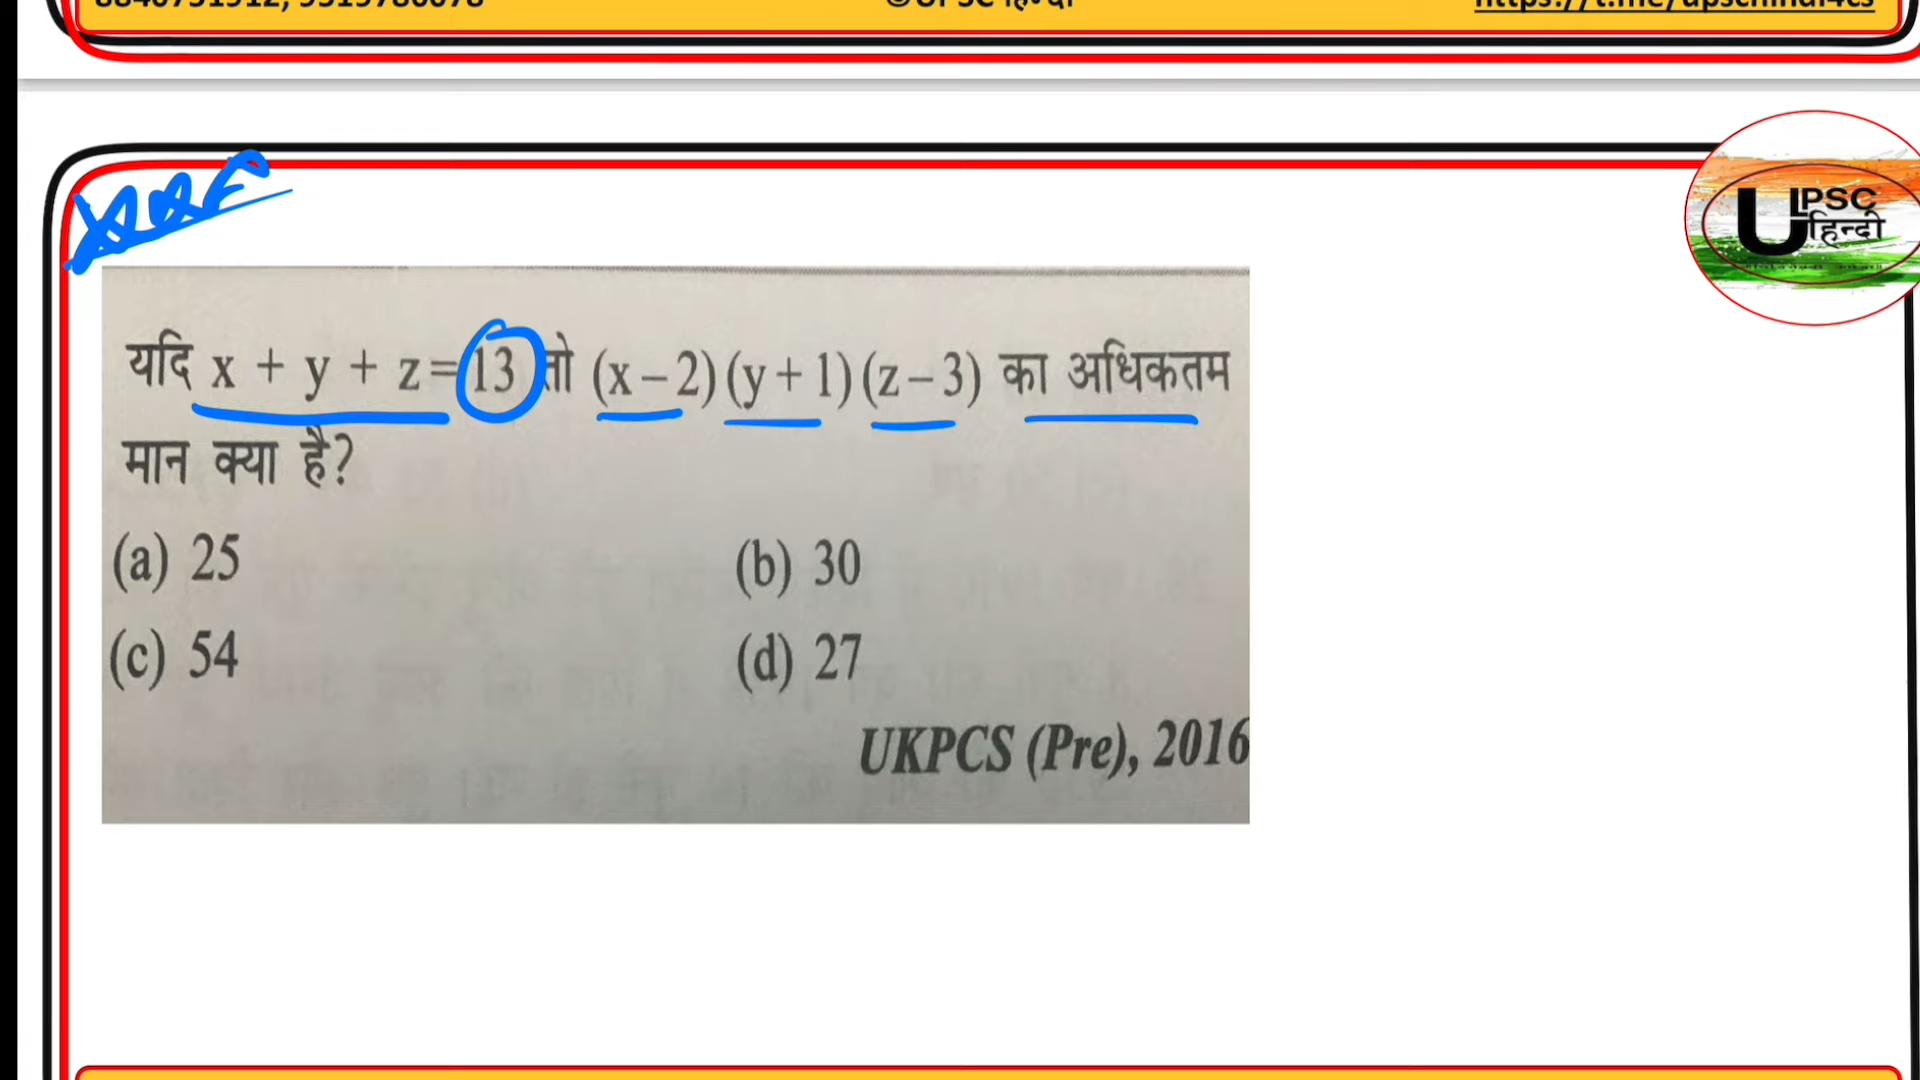 यदि x + y + z = 13 तो (x – 2) (y + 1) (z – 3) का अधिकतम
मान क्या है?
(a) 25
(b) 30
(c) 54
(d) 27
UKPCS (Pre), 2016
UPSC
हिन्दी